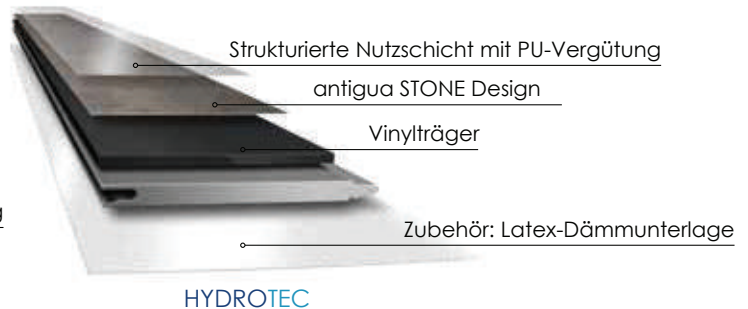 Strukturierte Nutzschicht mit PU-Vergütung
antigua STONE Design
Vinylträger
g
Zubehör: Latex-Dämmunterlage
HYDROTEC